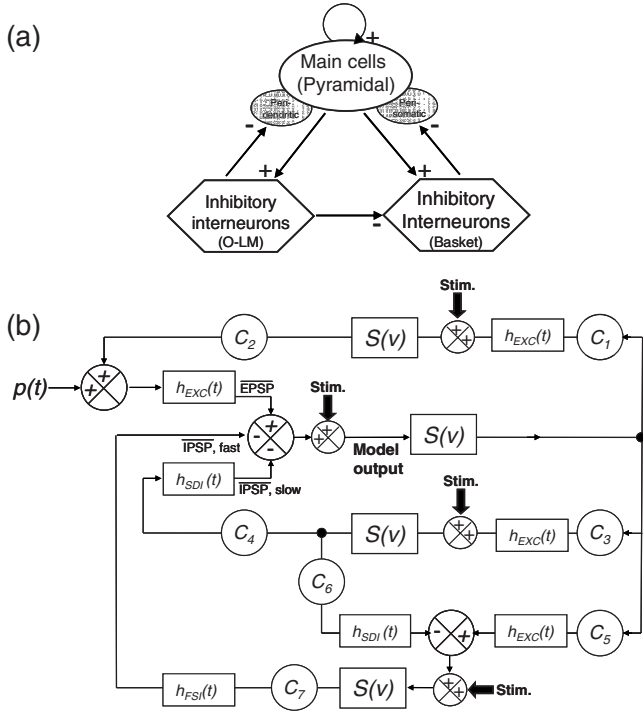 (a)
+
Main cells
(Pyramidal)
Peri-
dendritic
Peri-
somatic
- -
+ +
Inhibitory
interneurons
(O-LM)
-
Inhibitory
Interneurons
(Basket)
(b)
Stim.
C2
S(v)
+ +
hEXC(t)
C1
p(t)
+ + +
hEXC(t)
EPSP
Stim.
+ - -
+ +
S(v)
IPSP, fast
Model
output
hSDI(t)
IPSP, slow
Stim.
C4
S(v)
+ +
hEXC(t)
C3
C6
hSDI(t)
- +
hEXC(t)
C5
hFSI(t)
C7
S(v)
+ +
Stim.